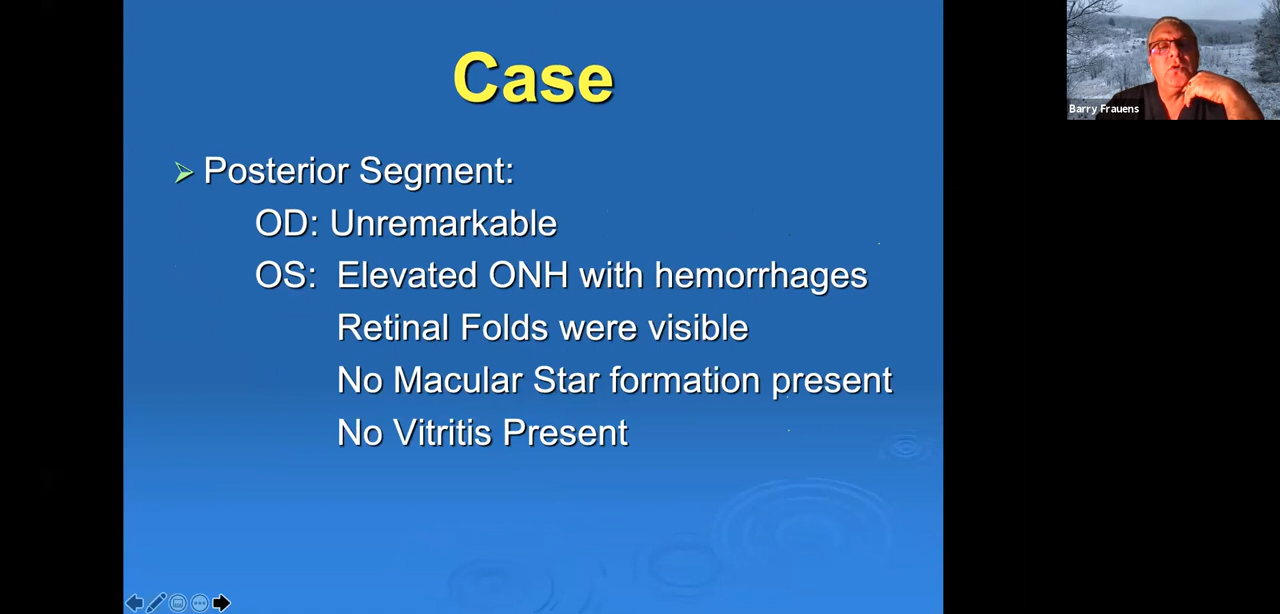 Case
Posterior Segment:
OD: Unremarkable
OS: Elevated ONH with hemorrhages
Retinal Folds were visible
No Macular Star formation present
No Vitritis Present
Barry Frauens